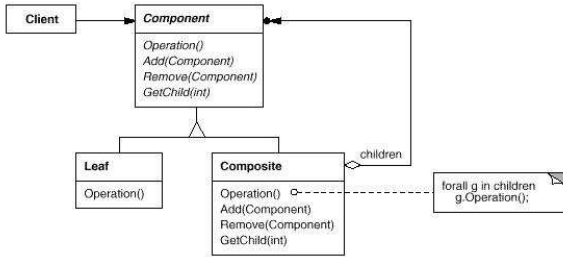 Client
Component
Operation()
Add(Component)
Remove(Component)
GetChild(int)
children
Leaf
Operation()
Composite
Operation()
Add(Component)
Remove(Component)
GetChild(int)
forall g in children
g.Operation();